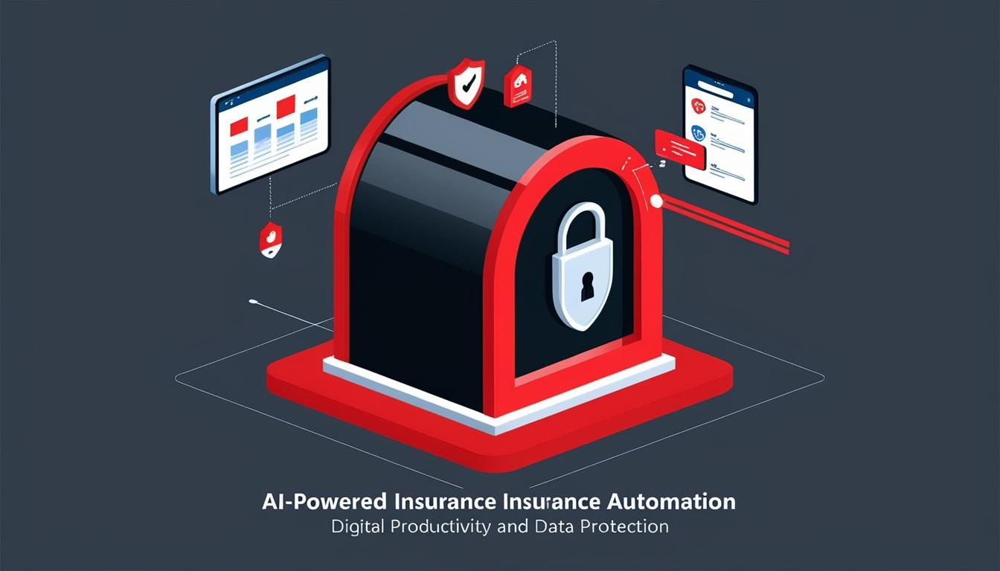 AI-Powered Insurance Insurance Automation
Digital Productivity and Data Protection